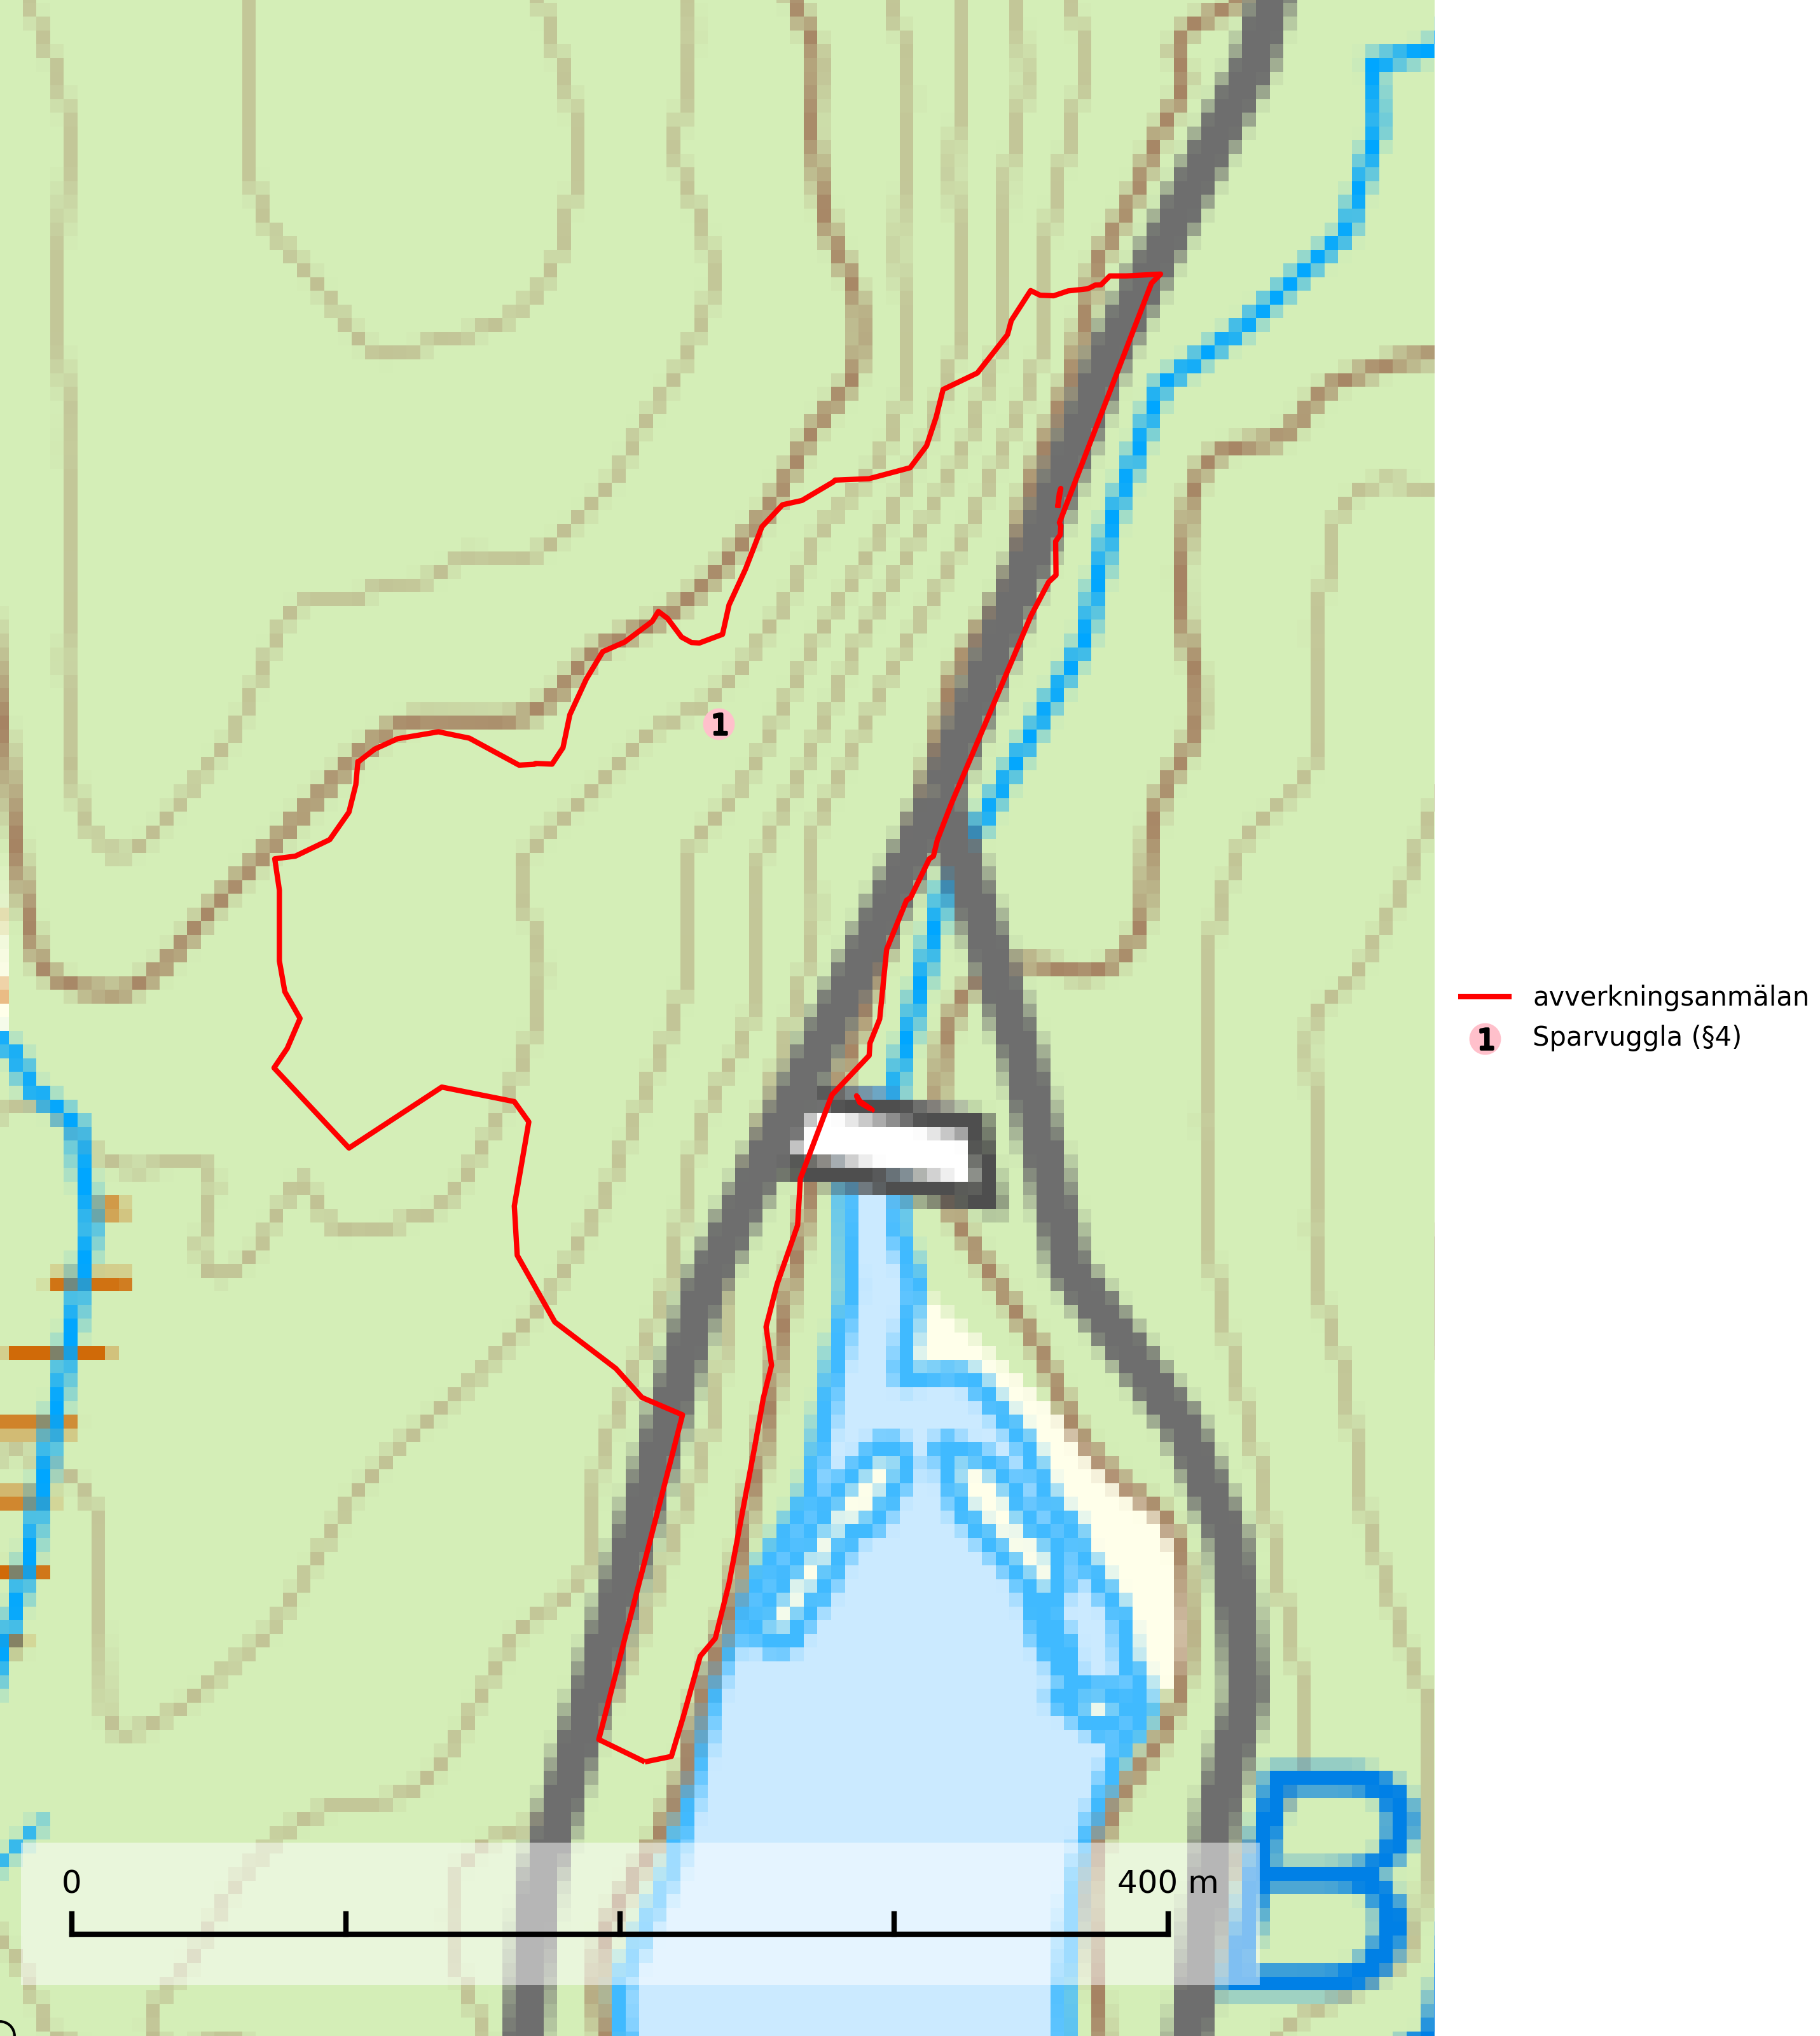 1
avverkningsanmälan
1 Sparvuggla (§4)
0 400 m
B